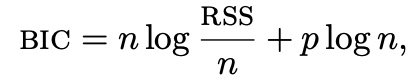 BIC = n log RSS/n + p log n,